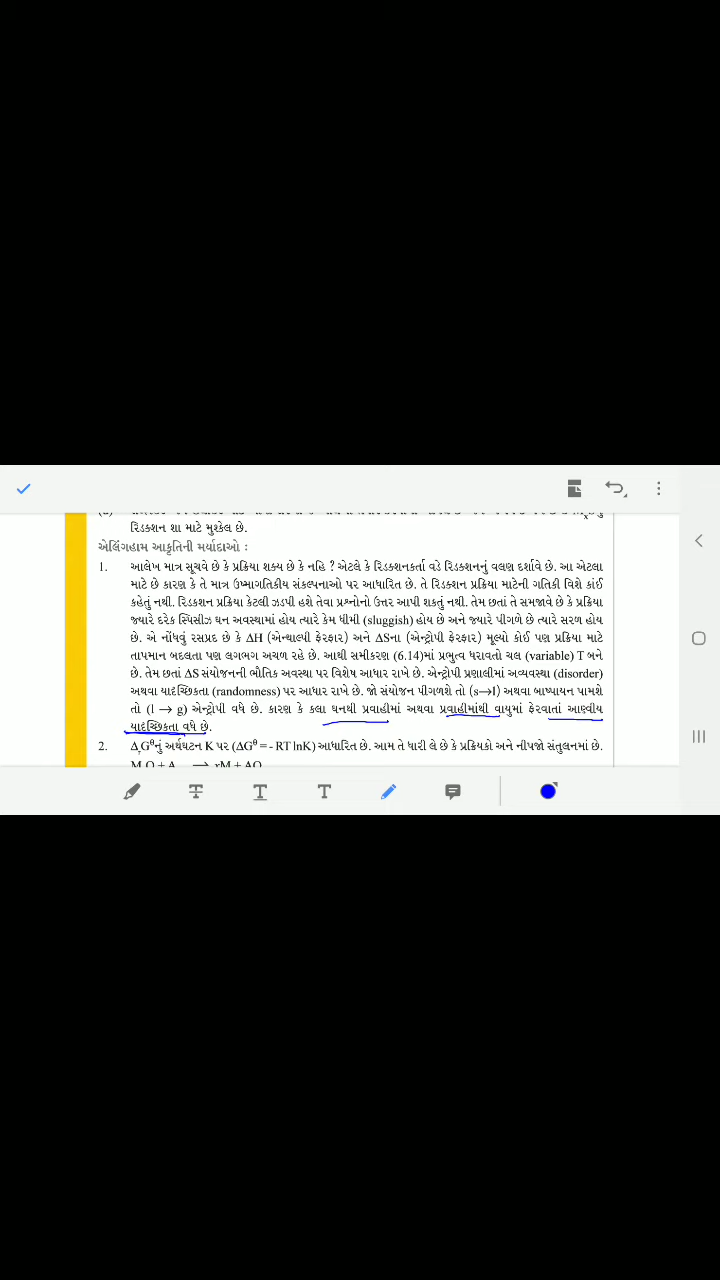 રિડક્શન શા માટે મુશ્કેલ છે.
એલિંગહામ આકૃતિની મર્યાદાઓ :
1. આલેખ માત્ર સૂચવે છે કે પ્રક્રિયા શક્ય છે કે નહિ ? એટલે કે રિડક્શનકર્તા વડે રિડક્શનનું વલણ દર્શાવે છે. આ એટલા
માટે છે કારણ કે તે માત્ર ઉષ્માગતિકીય સંકલ્પનાઓ પર આધારિત છે. તે રિડક્શન પ્રક્રિયા માટેની ગતિકી વિશે કાંઈ
કહેતું નથી. રિડક્શન પ્રક્રિયા કેટલી ઝડપી હશે તેવા પ્રશ્નોનો ઉત્તર આપી શકતું નથી. તેમ છતાં તે સમજાવે છે કે પ્રક્રિયા
જ્યારે દરેક સ્પિસીઝ ઘન અવસ્થામાં હોય ત્યારે કેમ ધીમી (sluggish) હોય છે અને જ્યારે પીગળે છે ત્યારે સરળ હોય
છે. એ નોંધવું રસપ્રદ છે કે ΔH (એન્થાલ્પી ફેરફાર) અને ΔSના (એન્ટ્રોપી ફેરફાર) મૂલ્યો કોઈ પણ પ્રક્રિયા માટે
તાપમાન બદલતા પણ લગભગ અચળ રહે છે. આથી સમીકરણ (6.14)માં પ્રભુત્વ ધરાવતો ચલ (variable) T બને
છે. તેમ છતાં ΔS સંયોજનની ભૌતિક અવસ્થા પર વિશેષ આધાર રાખે છે. એન્ટ્રોપી પ્રણાલીમાં અવ્યવસ્થા (disorder)
અથવા યાદૃચ્છિકતા (randomness) પર આધાર રાખે છે. જો સંયોજન પીગળશે તો (s→l) અથવા બાષ્પાયન પામશે
તો (l → g) એન્ટ્રોપી વધે છે. કારણ કે કલા ઘનથી પ્રવાહીમાં અથવા પ્રવાહીમાંથી વાયુમાં ફેરવાતાં આણ્વીય
યાદૃચ્છિકતા વધે છે.
2. ΔᵣG⁰નું અર્થઘટન K પર (ΔG⁰ = - RT lnK) આધારિત છે. આમ તે ધારી લે છે કે પ્રક્રિયકો અને નીપજો સંતુલનમાં છે.